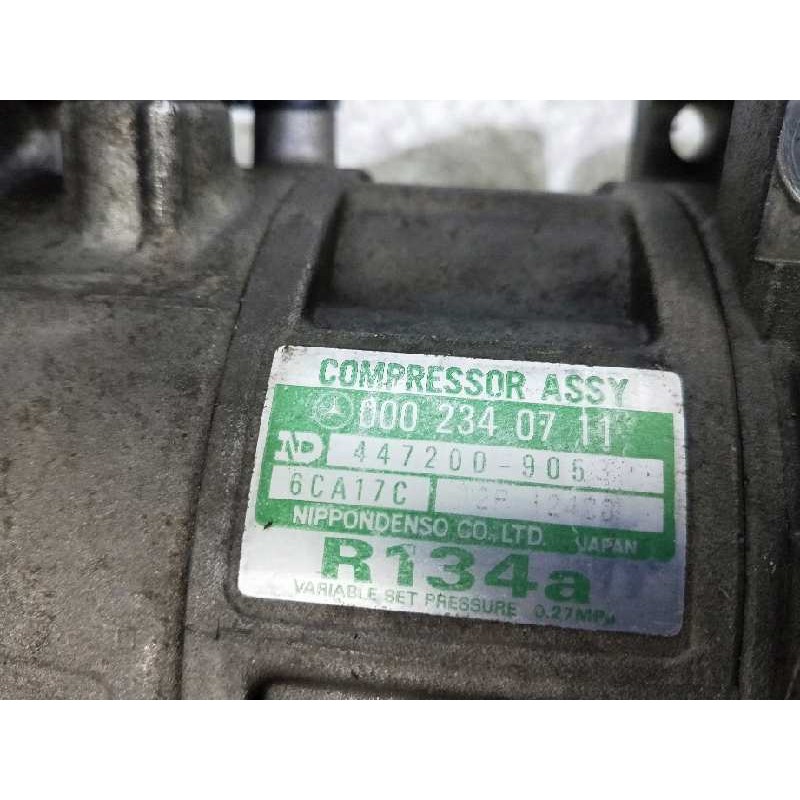 COMPRESSOR ASSY
000 234 07 11
ND 447200-905
6CA17C
NIPPONDENSO CO., LTD. JAPAN
R134a
VARIABLE SET PRESSURE 0.27MPa